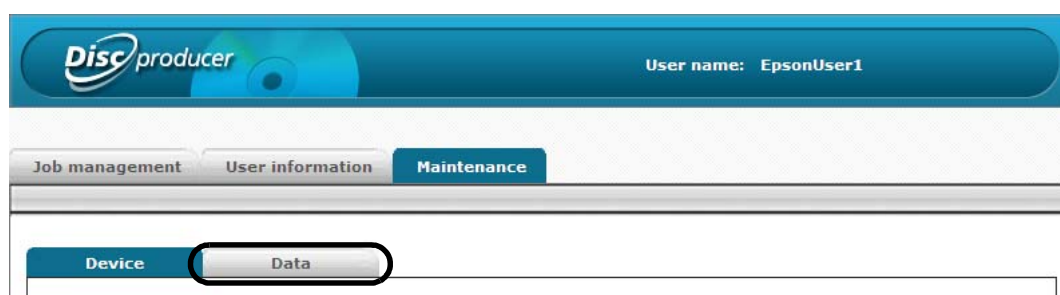 Disc producer
User name: EpsonUser1
Job management User information Maintenance
Device Data